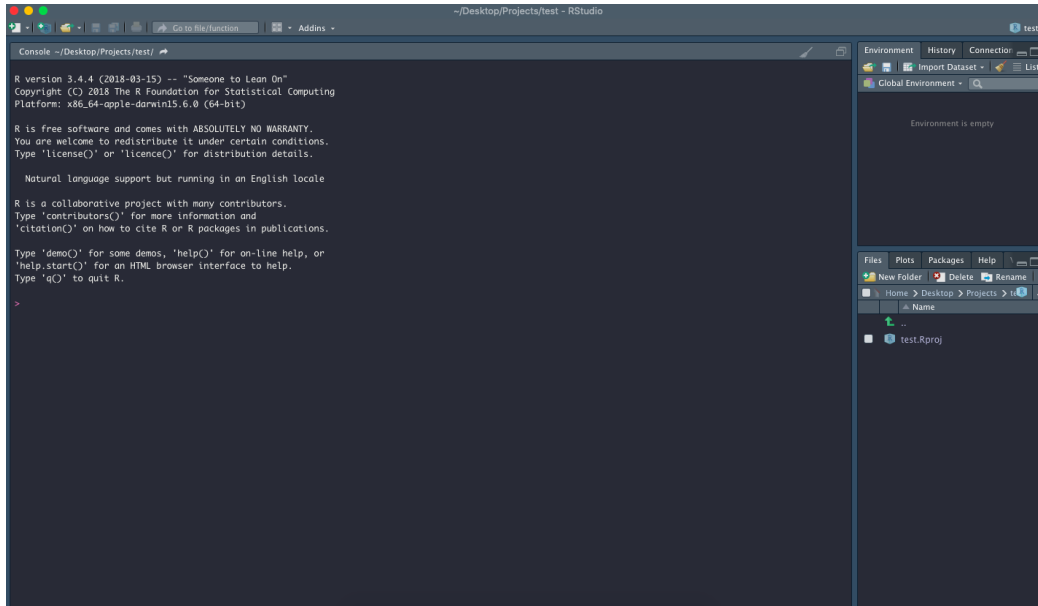 ~/Desktop/Projects/test - RStudio
Go to file/function
Addins
test
Console ~/Desktop/Projects/test/
R version 3.4.4 (2018-03-15) -- "Someone to Lean On"
Copyright (C) 2018 The R Foundation for Statistical Computing
Platform: x86_64-apple-darwin15.6.0 (64-bit)
R is free software and comes with ABSOLUTELY NO WARRANTY.
You are welcome to redistribute it under certain conditions.
Type 'license()' or 'licence()' for distribution details.
Natural language support but running in an English locale
R is a collaborative project with many contributors.
Type 'contributors()' for more information and
'citation()' on how to cite R or R packages in publications.
Type 'demo()' for some demos, 'help()' for on-line help, or
'help.start()' for an HTML browser interface to help.
Type 'q()' to quit R.
>
Environment History Connection
Import Dataset List
Global Environment
Environment is empty
Files Plots Packages Help
New Folder Delete Rename
Home Desktop Projects
Name
..
test.Rproj